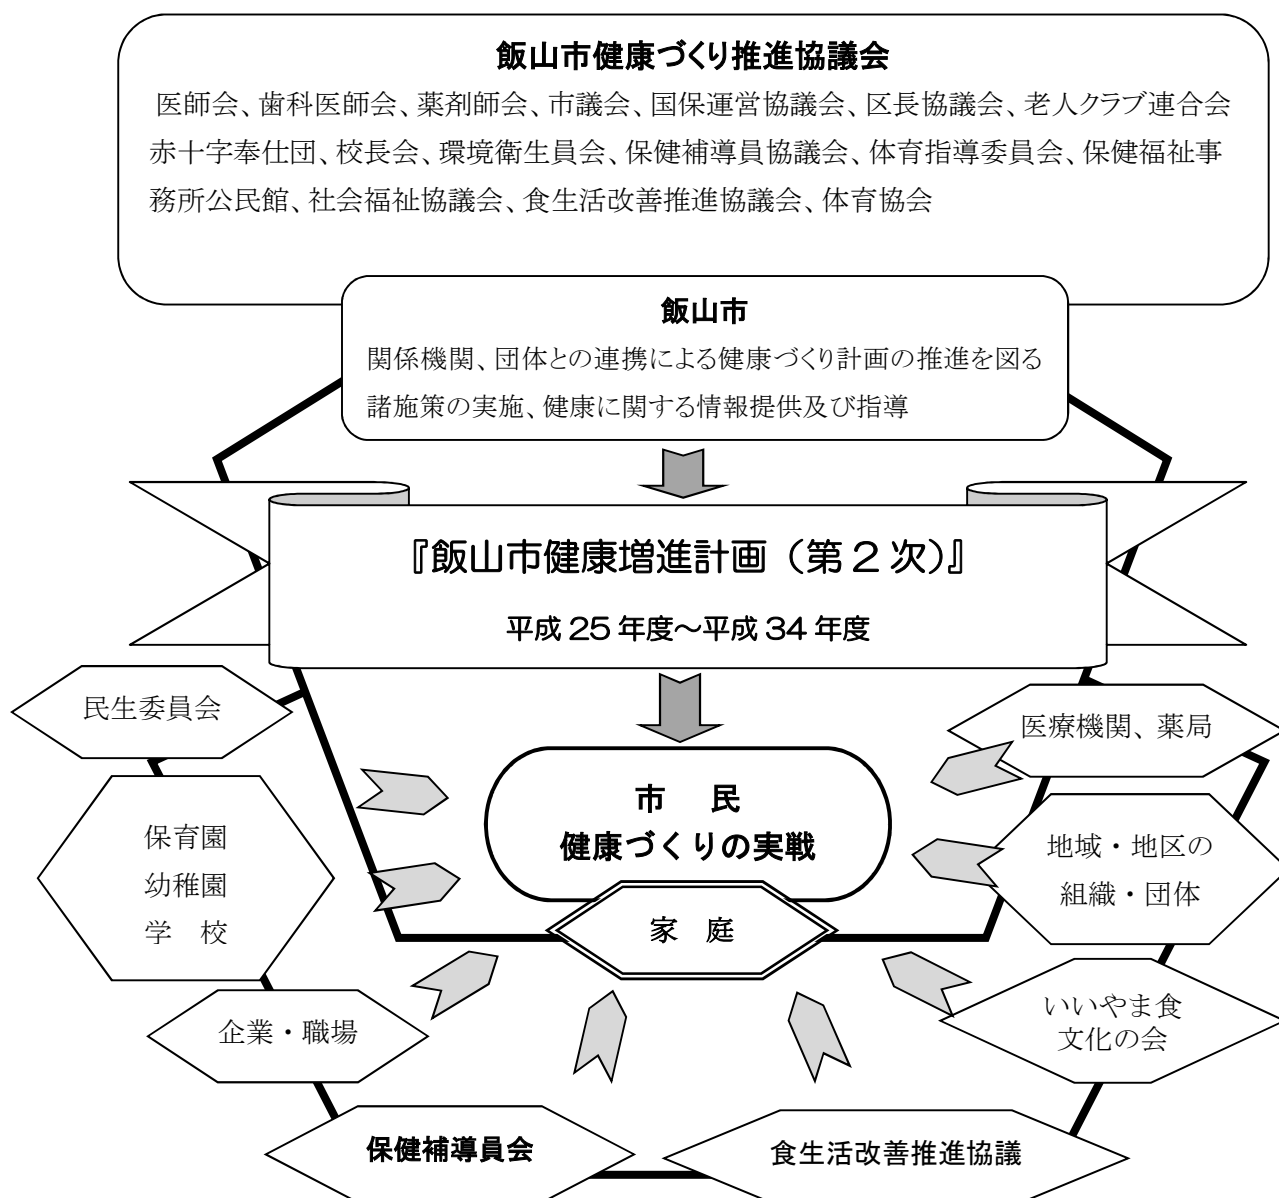 飯山市健康づくり推進協議会
医師会、歯科医師会、薬剤師会、市議会、国保運営協議会、区長協議会、老人クラブ連合会
赤十字奉仕団、校長会、環境衛生員会、保健補導員協議会、体育指導委員会、保健福祉事
務所公民館、社会福祉協議会、食生活改善推進協議会、体育協会
飯山市
関係機関、団体との連携による健康づくり計画の推進を図る
諸施策の実施、健康に関する情報提供及び指導
『飯山市健康増進計画（第２次）』
平成 25 年度～平成 34 年度
民生委員会
医療機関、薬局
市　民
健康づくりの実戦
保育園
幼稚園
学　校
地域・地区の
組織・団体
家　庭
企業・職場
いいやま食
文化の会
保健補導員会
食生活改善推進協議